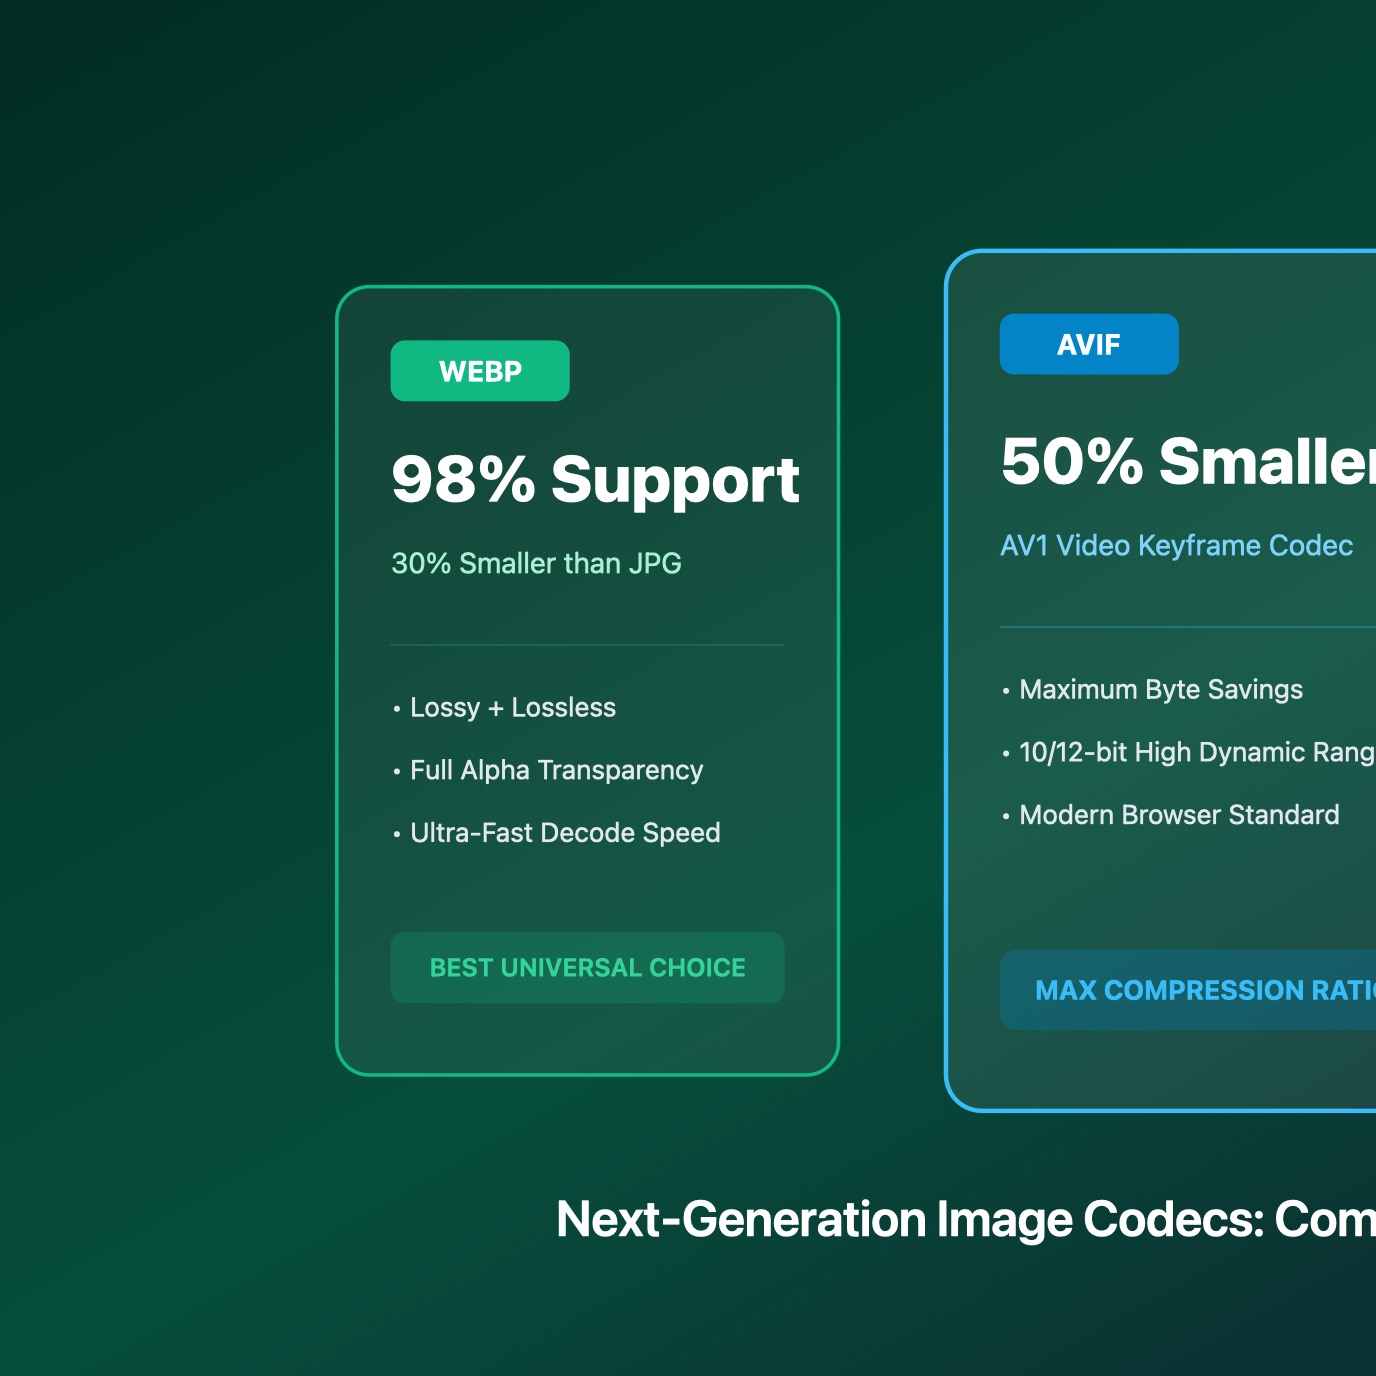 WEBP
98% Support
30% Smaller than JPG
• Lossy + Lossless
• Full Alpha Transparency
• Ultra-Fast Decode Speed
BEST UNIVERSAL CHOICE
AVIF
50% Smaller
AV1 Video Keyframe Codec
• Maximum Byte Savings
• 10/12-bit High Dynamic Rang
• Modern Browser Standard
MAX COMPRESSION RATIO
Next-Generation Image Codecs: Com